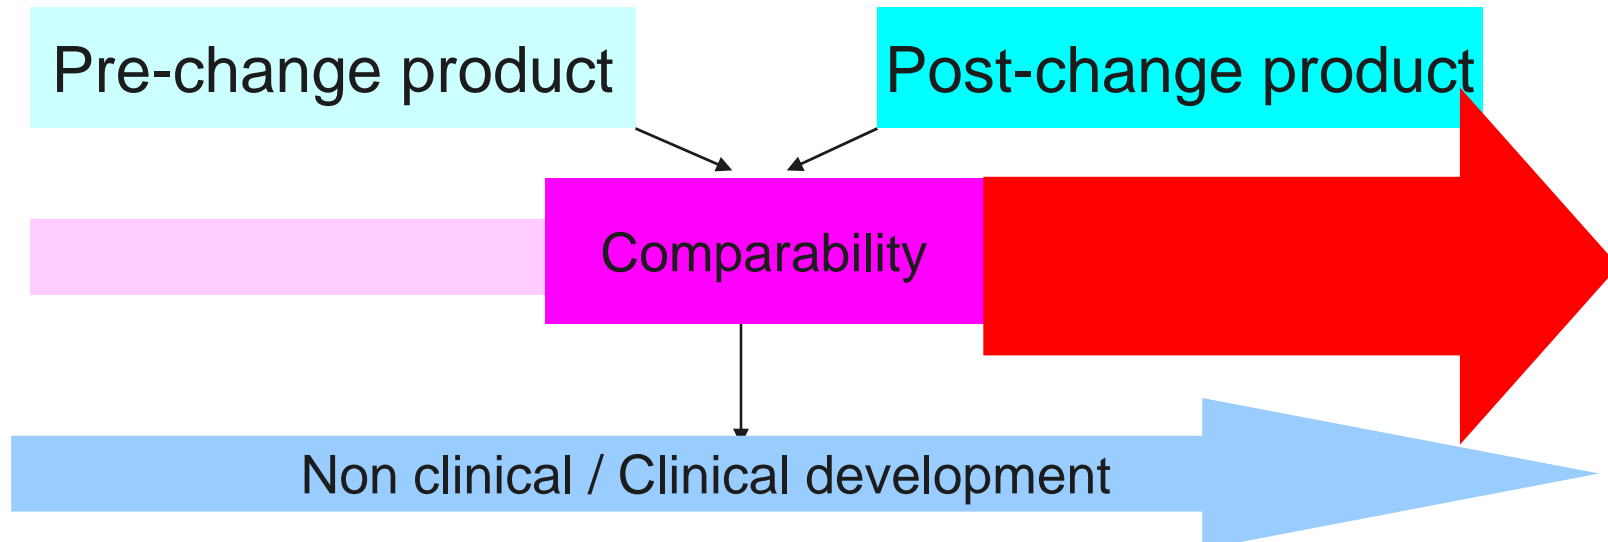 Pre-change product
Post-change product
Comparability
Non clinical / Clinical development